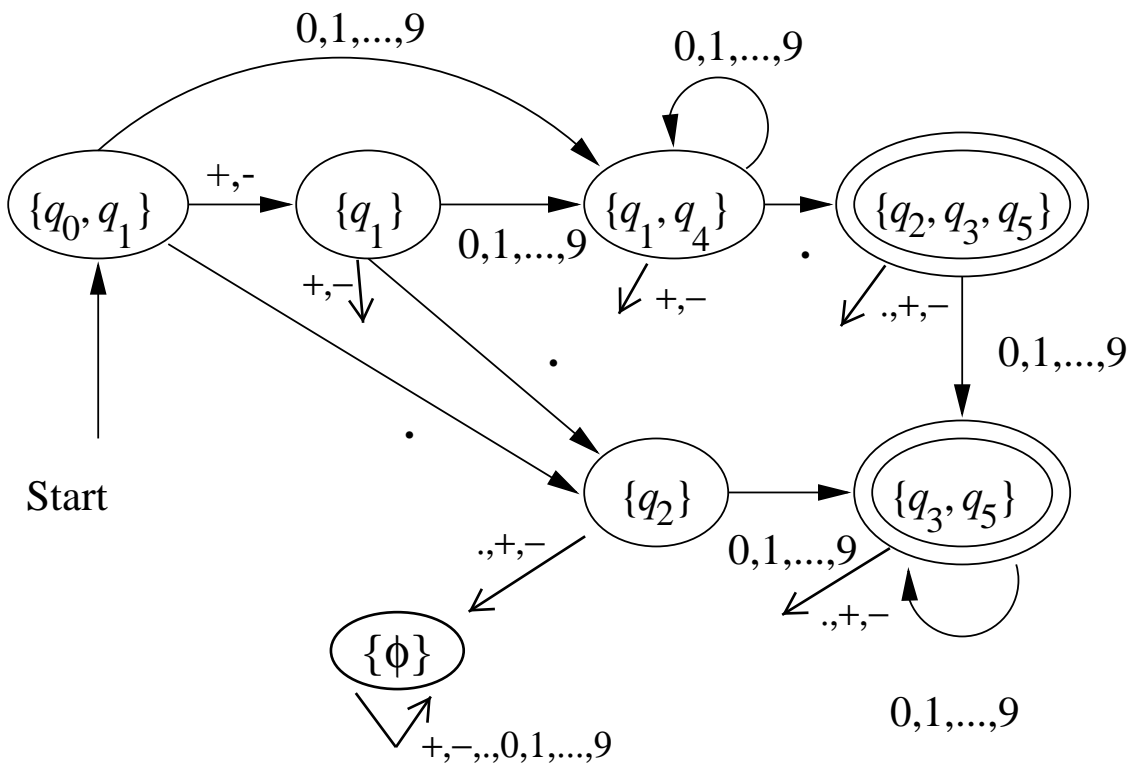 0,1,...,9
0,1,...,9
+,-
{q0, q1}
{q1}
{q1, q4}
{q2, q3, q5}
0,1,...,9
.
+,–
+,–
.,+,–
0,1,...,9
.
.
Start
{q2}
{q3, q5}
.,+,–
0,1,...,9
.,+,–
{ϕ}
0,1,...,9
+,–,.,0,1,...,9